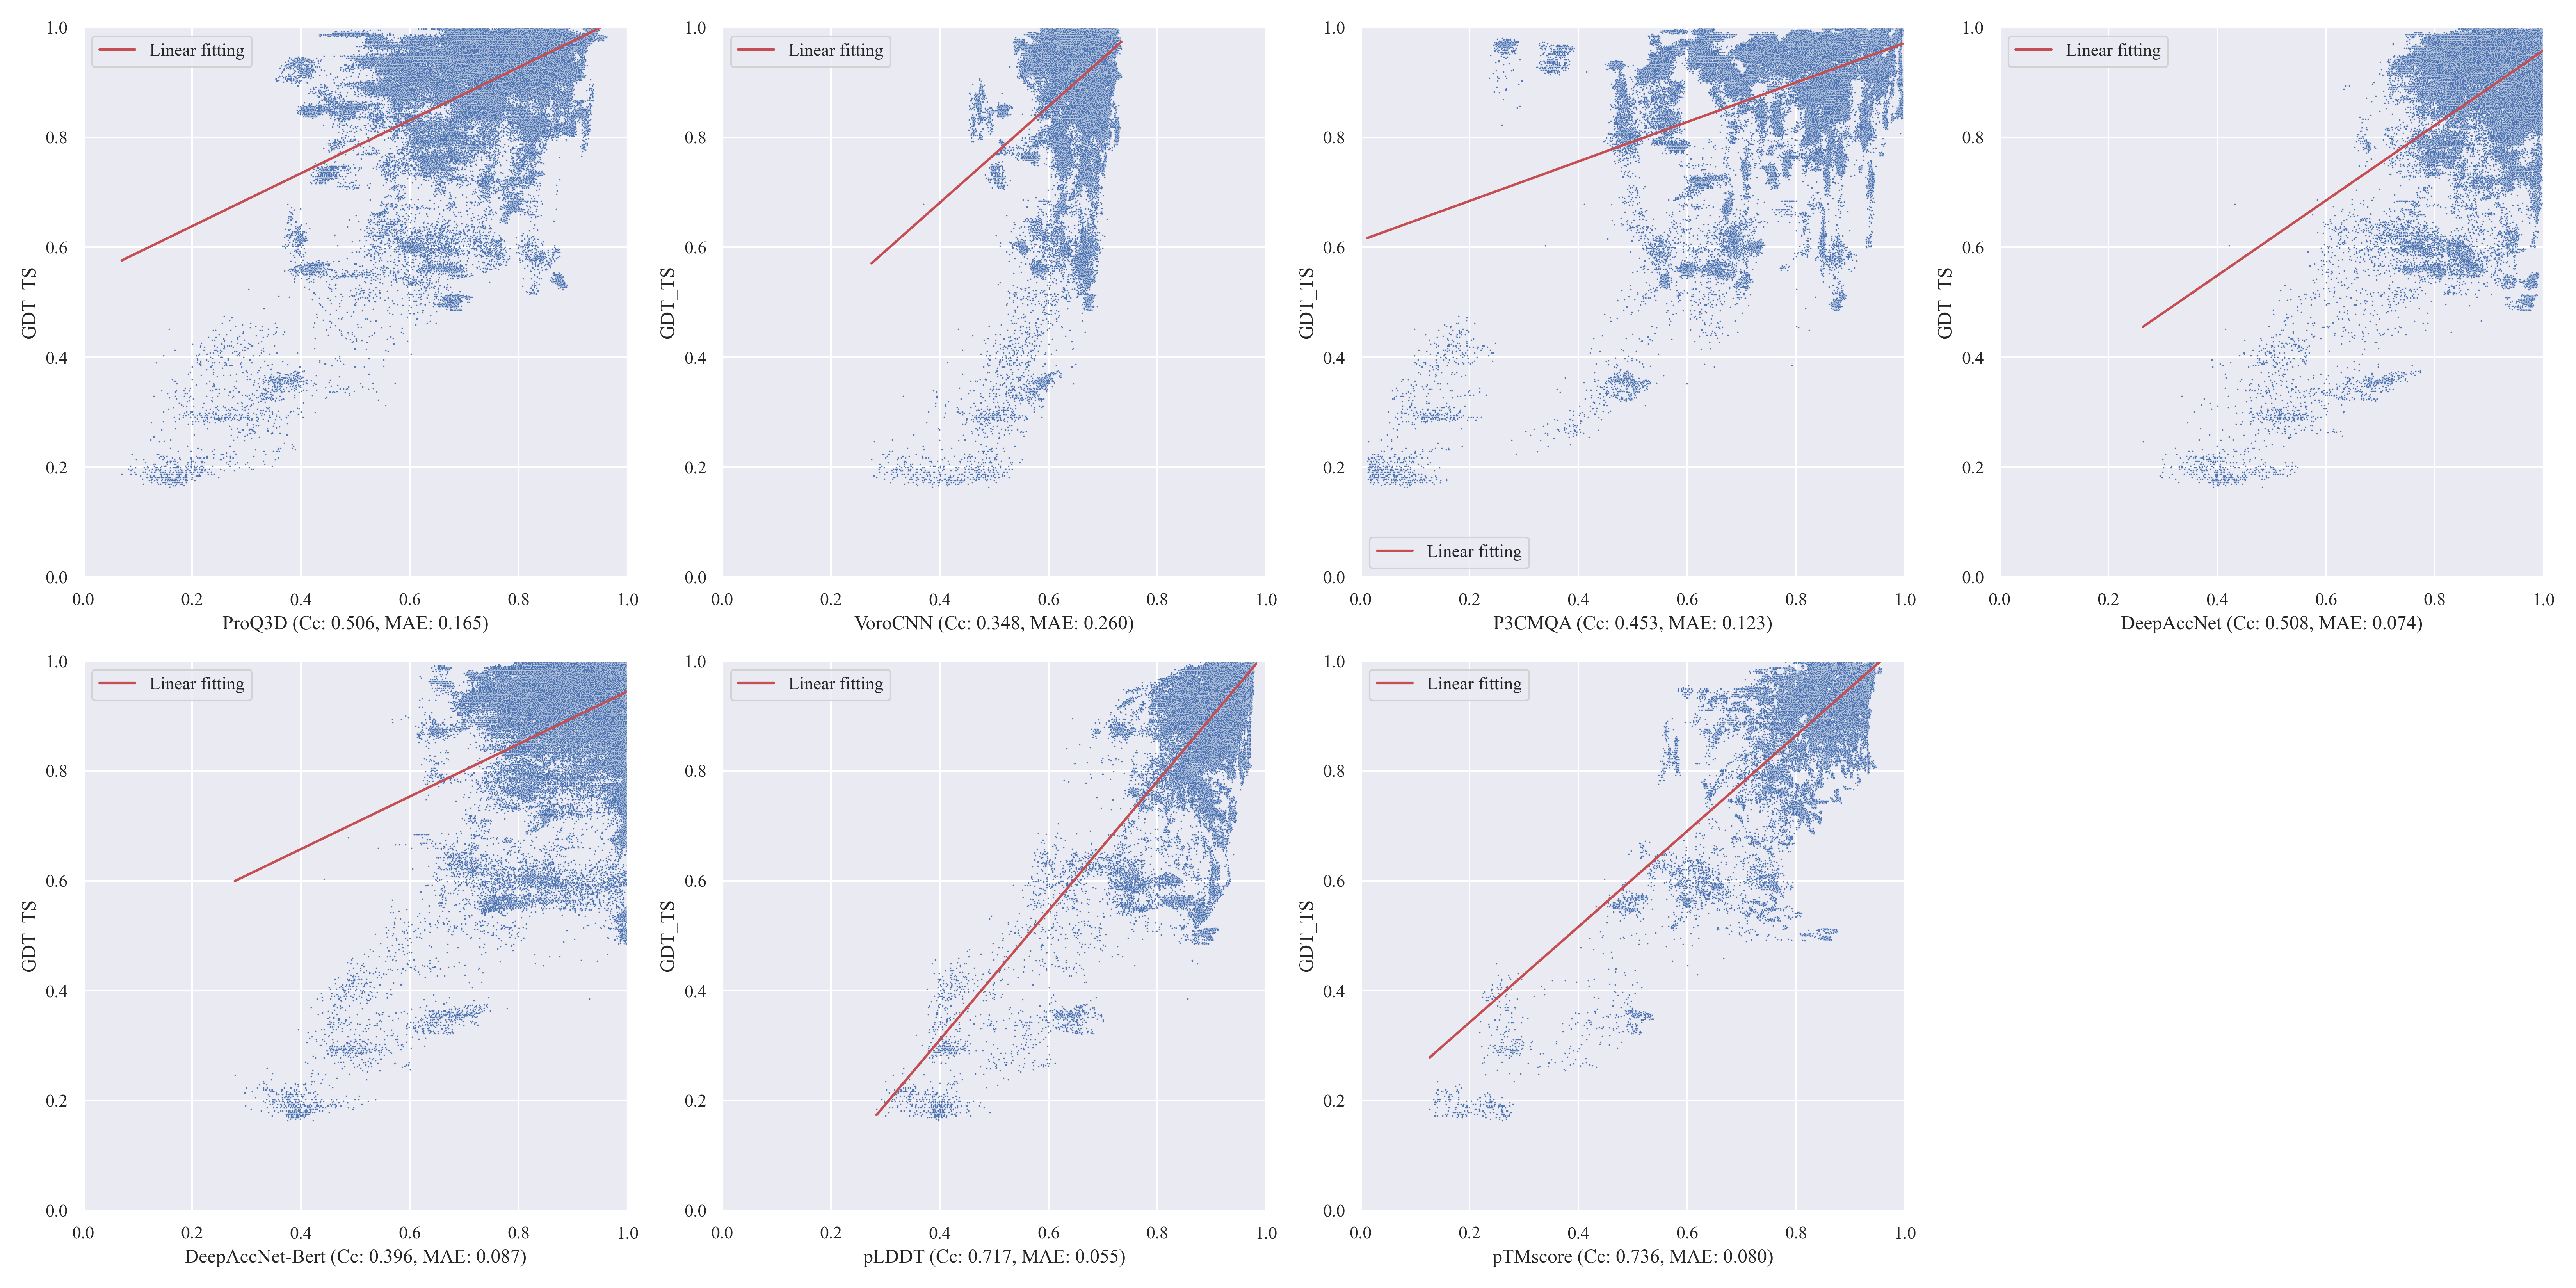 Linear fitting
GDT_TS
1.0
0.8
0.6
0.4
0.2
0.0
0.0 0.2 0.4 0.6 0.8 1.0
ProQ3D (Cc: 0.506, MAE: 0.165)
Linear fitting
GDT_TS
1.0
0.8
0.6
0.4
0.2
0.0
0.0 0.2 0.4 0.6 0.8 1.0
VoroCNN (Cc: 0.348, MAE: 0.260)
Linear fitting
GDT_TS
1.0
0.8
0.6
0.4
0.2
0.0
0.0 0.2 0.4 0.6 0.8 1.0
P3CMQA (Cc: 0.453, MAE: 0.123)
Linear fitting
GDT_TS
1.0
0.8
0.6
0.4
0.2
0.0
0.0 0.2 0.4 0.6 0.8 1.0
DeepAccNet (Cc: 0.508, MAE: 0.074)
Linear fitting
GDT_TS
1.0
0.8
0.6
0.4
0.2
0.0
0.0 0.2 0.4 0.6 0.8 1.0
DeepAccNet-Bert (Cc: 0.396, MAE: 0.087)
Linear fitting
GDT_TS
1.0
0.8
0.6
0.4
0.2
0.0
0.0 0.2 0.4 0.6 0.8 1.0
pLDDT (Cc: 0.717, MAE: 0.055)
Linear fitting
GDT_TS
1.0
0.8
0.6
0.4
0.2
0.0
0.0 0.2 0.4 0.6 0.8 1.0
pTMscore (Cc: 0.736, MAE: 0.080)